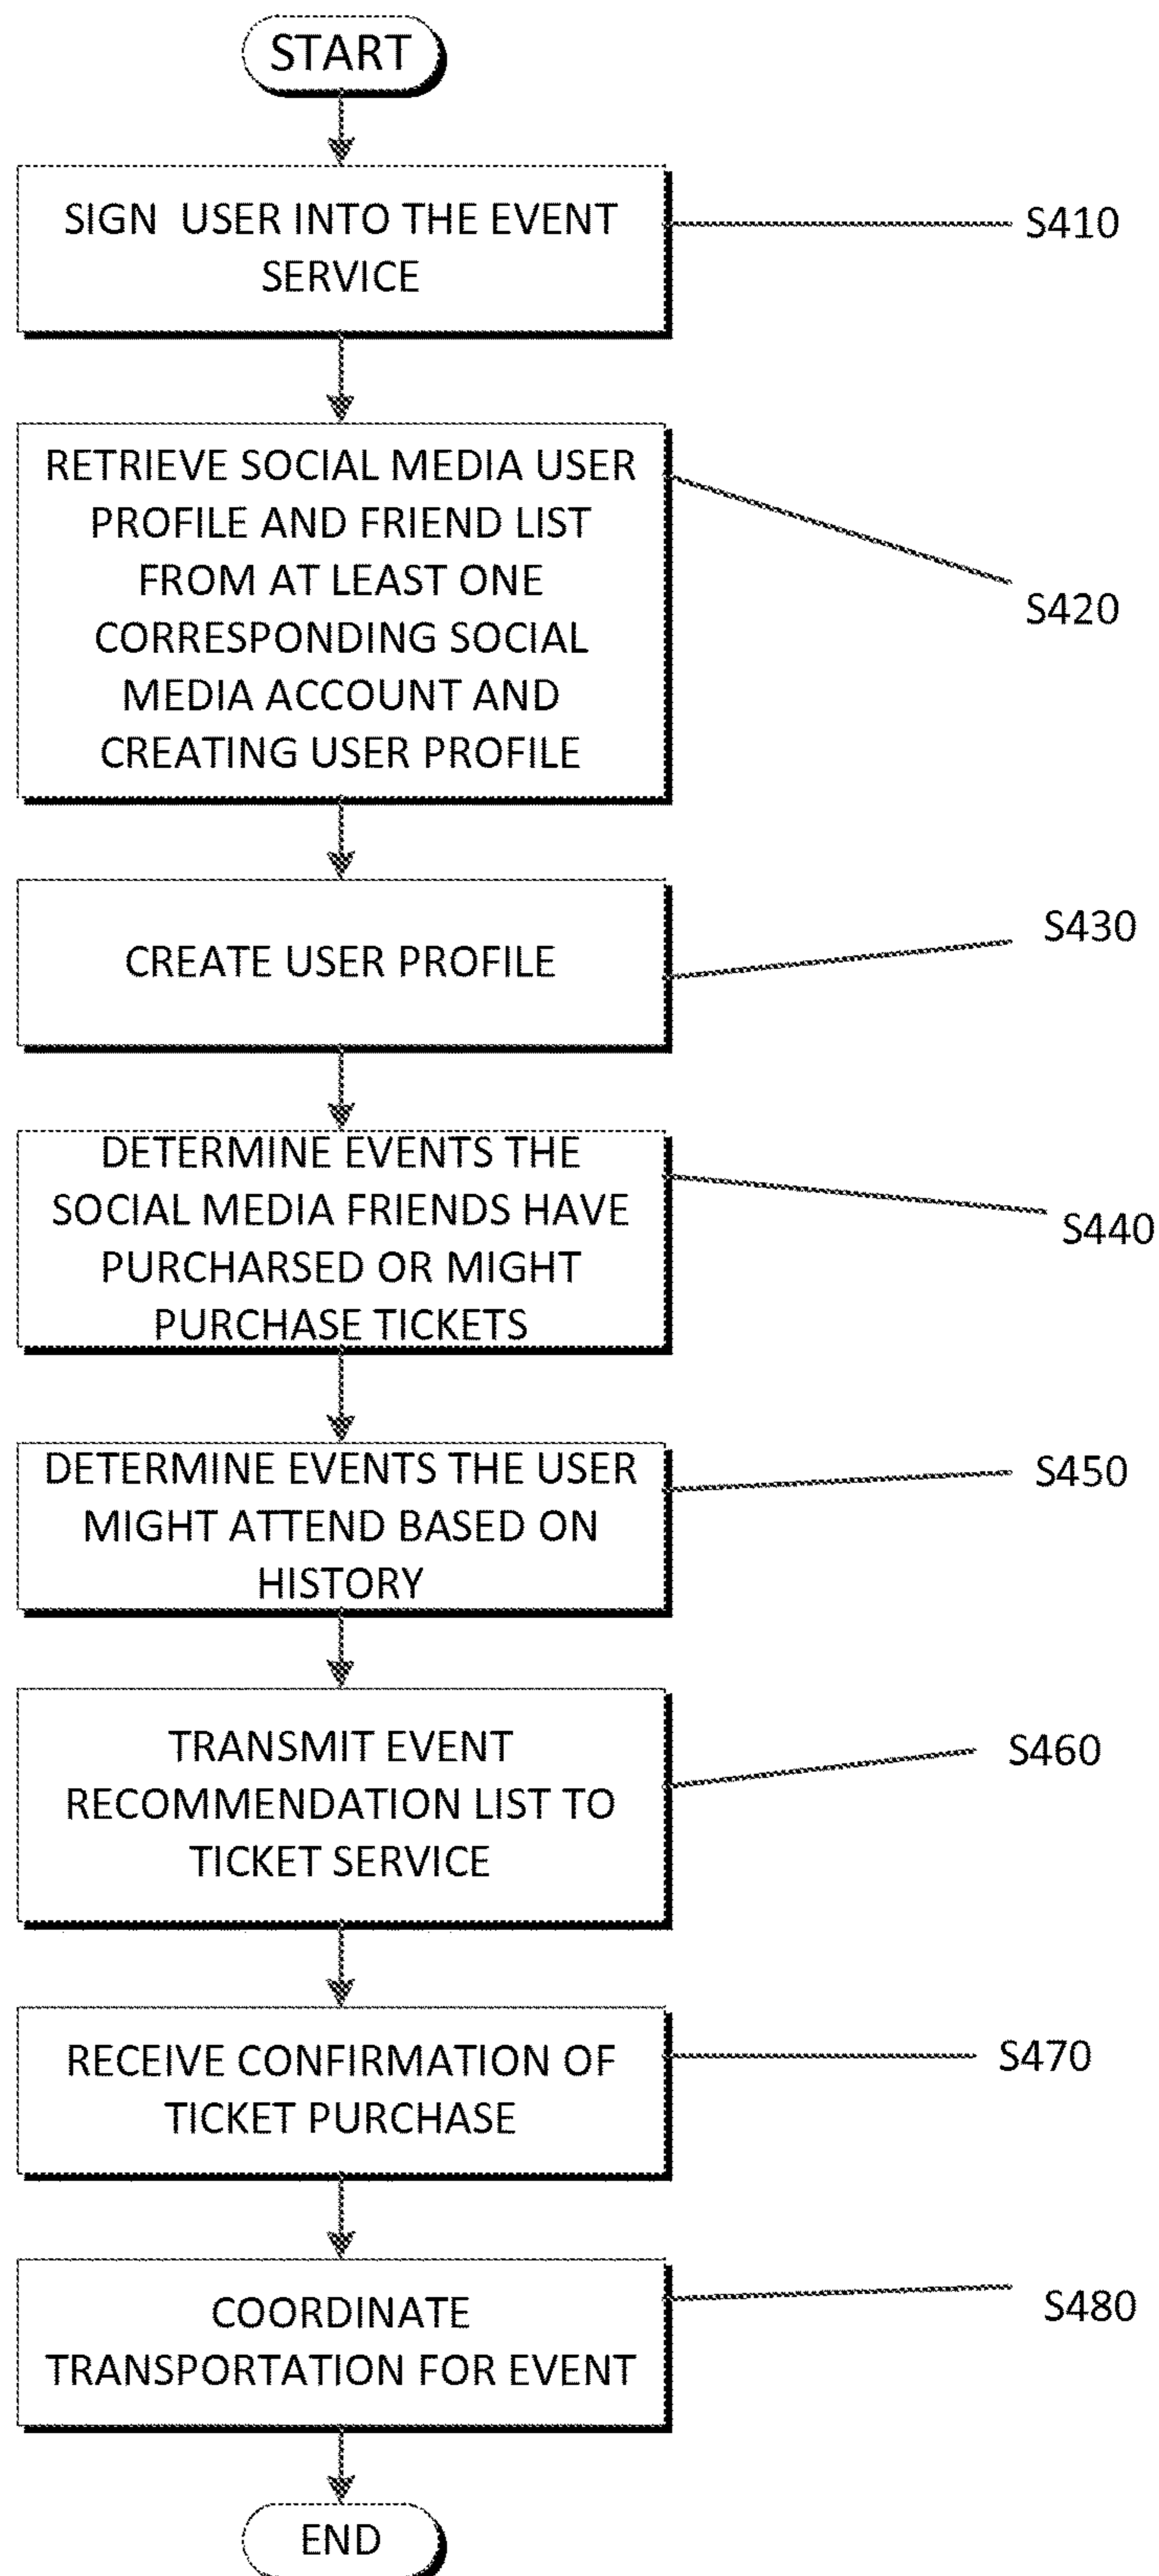 START
SIGN USER INTO THE EVENT
SERVICE
S410
RETRIEVE SOCIAL MEDIA USER
PROFILE AND FRIEND LIST
FROM AT LEAST ONE
CORRESPONDING SOCIAL
MEDIA ACCOUNT AND
CREATING USER PROFILE
S420
CREATE USER PROFILE
S430
DETERMINE EVENTS THE
SOCIAL MEDIA FRIENDS HAVE
PURCHARSED OR MIGHT
PURCHASE TICKETS
S440
DETERMINE EVENTS THE USER
MIGHT ATTEND BASED ON
HISTORY
S450
TRANSMIT EVENT
RECOMMENDATION LIST TO
TICKET SERVICE
S460
RECEIVE CONFIRMATION OF
TICKET PURCHASE
S470
COORDINATE
TRANSPORTATION FOR EVENT
S480
END